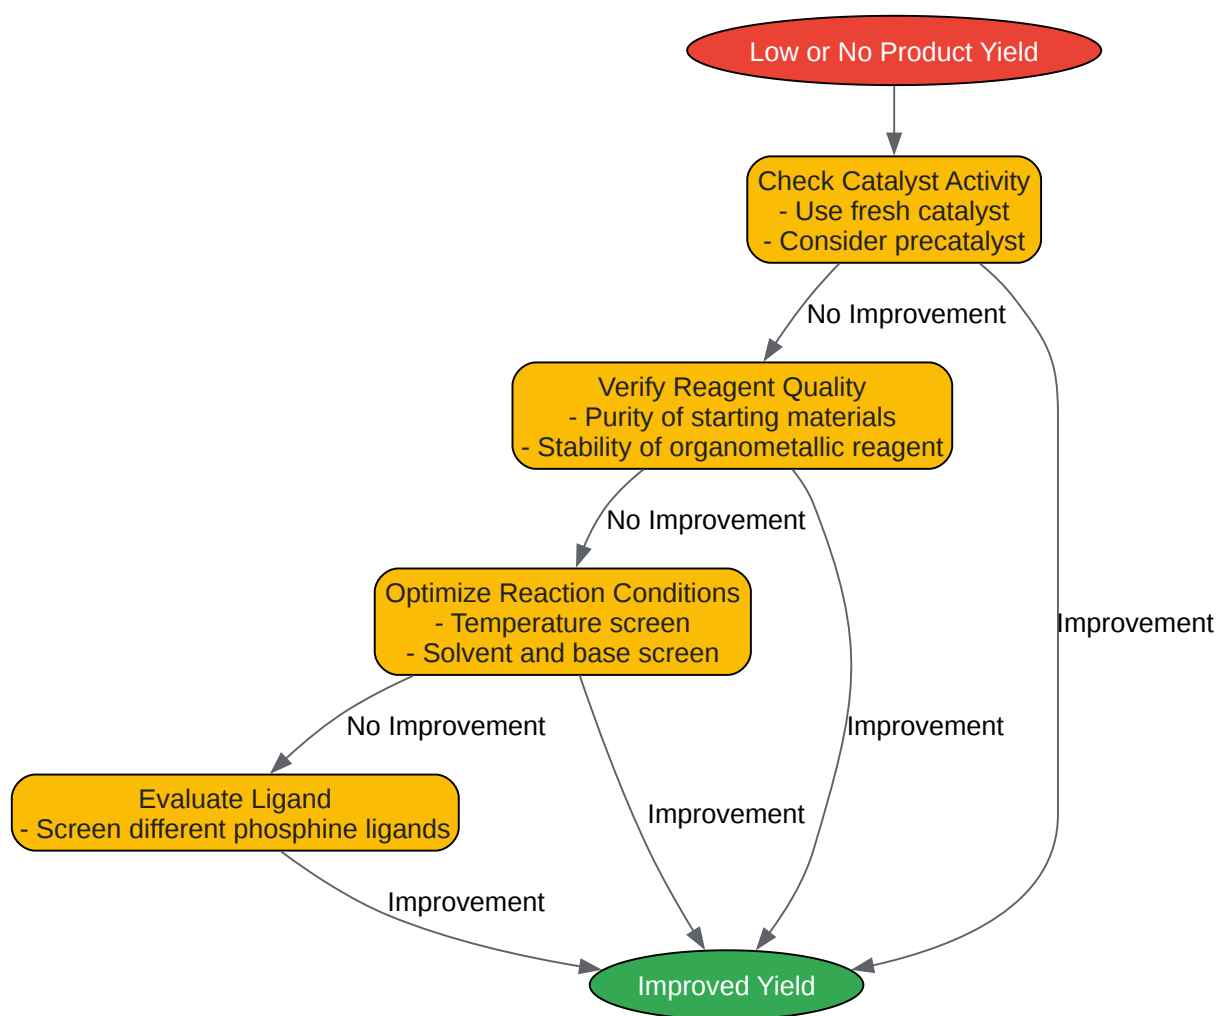 Low or No Product Yield
Check Catalyst Activity
- Use fresh catalyst
- Consider precatalyst
No Improvement
Verify Reagent Quality
- Purity of starting materials
- Stability of organometallic reagent
No Improvement
Optimize Reaction Conditions
- Temperature screen
- Solvent and base screen
Improvement
No Improvement
Improvement
Evaluate Ligand
- Screen different phosphine ligands
Improvement
Improvement
Improved Yield